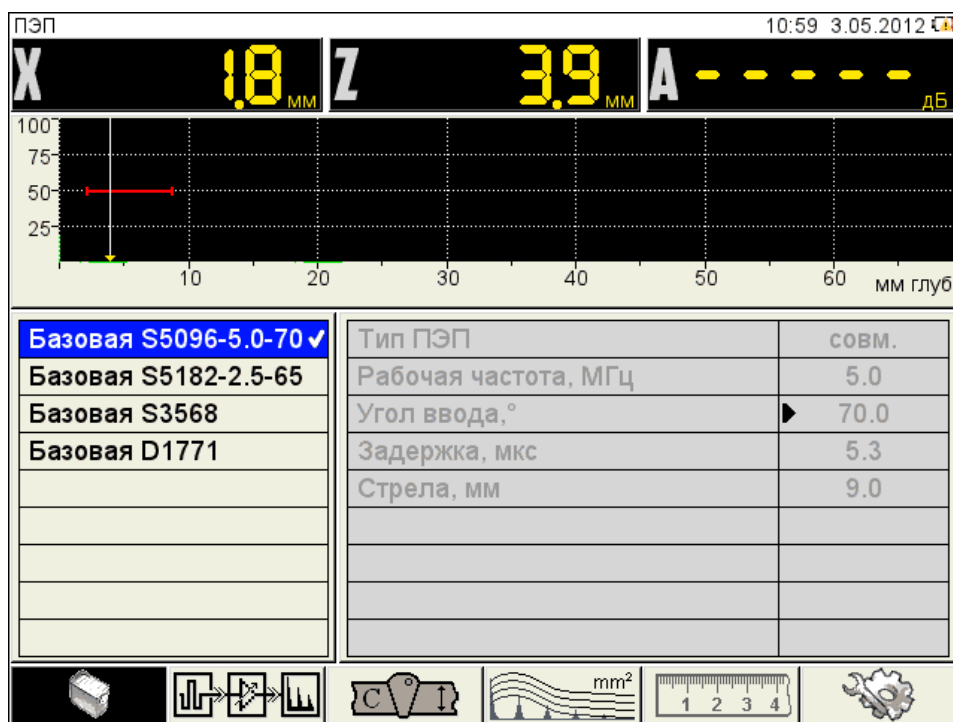 ПЭП 10:59 3.05.2012
X 1.8 мм Z 3.9 мм A - - - - - дБ
100
75
50
25
10 20 30 40 50 60 мм глуб
Базовая S5096-5.0-70 ✓ Тип ПЭП совм.
Базовая S5182-2.5-65 Рабочая частота, МГц 5.0
Базовая S3568 Угол ввода,° 70.0
Базовая D1771 Задержка, мкс 5.3
Стрела, мм 9.0
C mm² 1 2 3 4